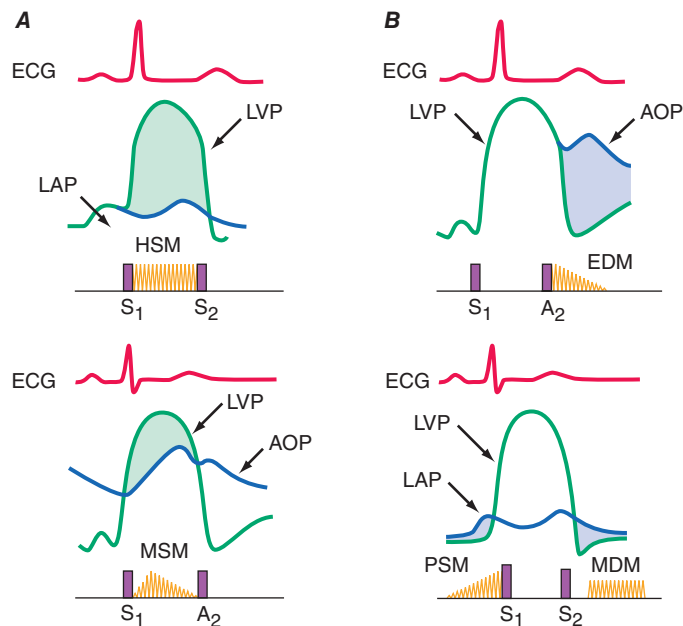 A
ECG
LVP
LAP
HSM
S1 S2
ECG
LVP
AOP
MSM
S1 A2
B
ECG
LVP
AOP
EDM
S1 A2
ECG
LVP
LAP
PSM MDM
S1 S2